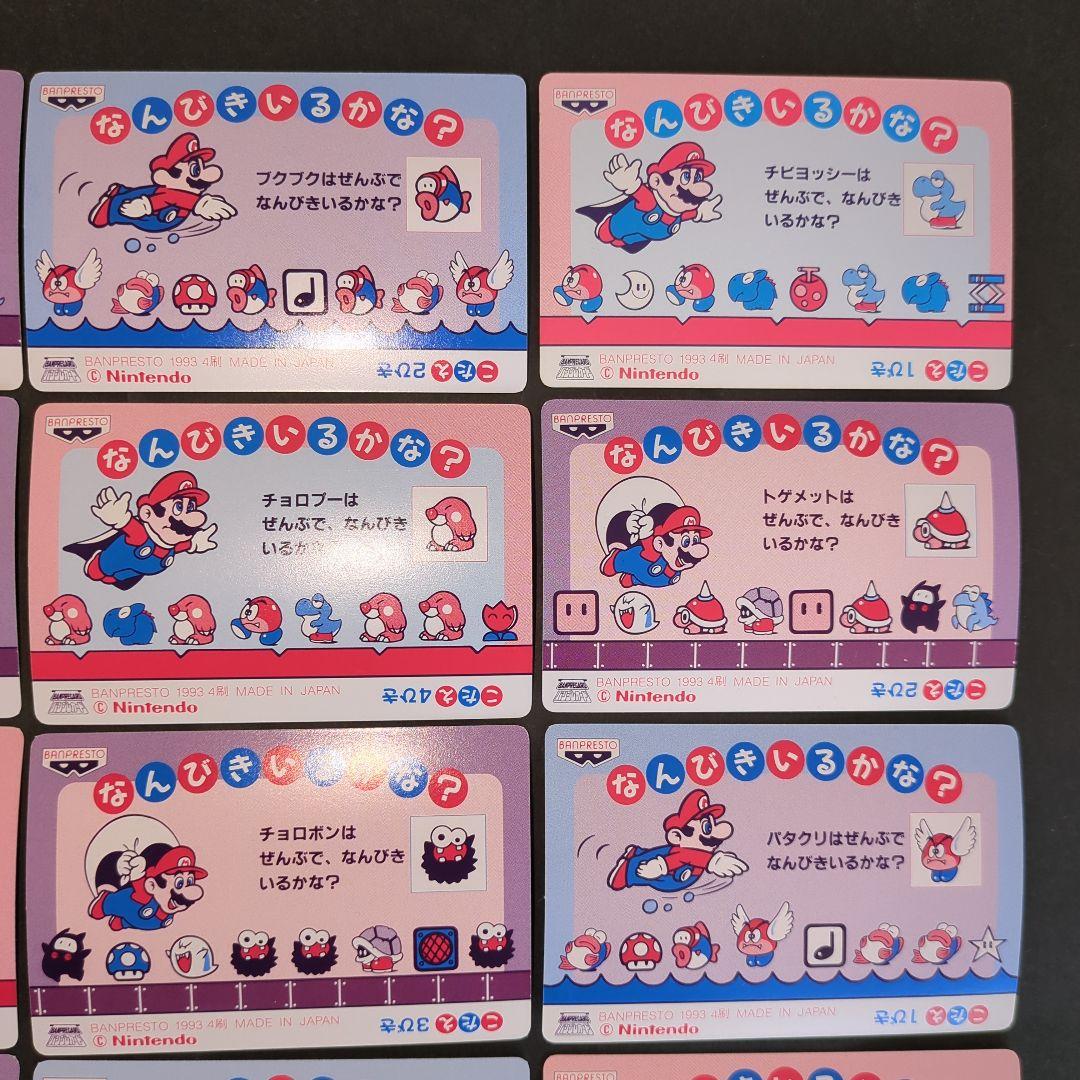 BANPRESTO
なんびきいるかな?
ブクブクはぜんぶで
なんびきいるかな?
BANPRESTO 1993 4刷 MADE IN JAPAN
© Nintendo
こたえ 2ひき
BANPRESTO
なんびきいるかな?
チビヨッシーは
ぜんぶで、なんびき
いるかな?
BANPRESTO 1993 4刷 MADE IN JAPAN
© Nintendo
こたえ 1ぴき
BANPRESTO
なんびきいるかな?
チョロプーは
ぜんぶで、なんびき
いるかな?
BANPRESTO 1993 4刷 MADE IN JAPAN
© Nintendo
こたえ 4ひき
BANPRESTO
なんびきいるかな?
トゲメットは
ぜんぶで、なんびき
いるかな?
BANPRESTO 1993 4刷 MADE IN JAPAN
© Nintendo
こたえ 2ひき
BANPRESTO
なんびきいるかな?
チョロボンは
ぜんぶで、なんびき
いるかな?
BANPRESTO 1993 4刷 MADE IN JAPAN
© Nintendo
こたえ 3びき
BANPRESTO
なんびきいるかな?
パタクリはぜんぶで
なんびきいるかな?
BANPRESTO 1993 4刷 MADE IN JAPAN
© Nintendo
こたえ 1ぴき
BANPRESTO